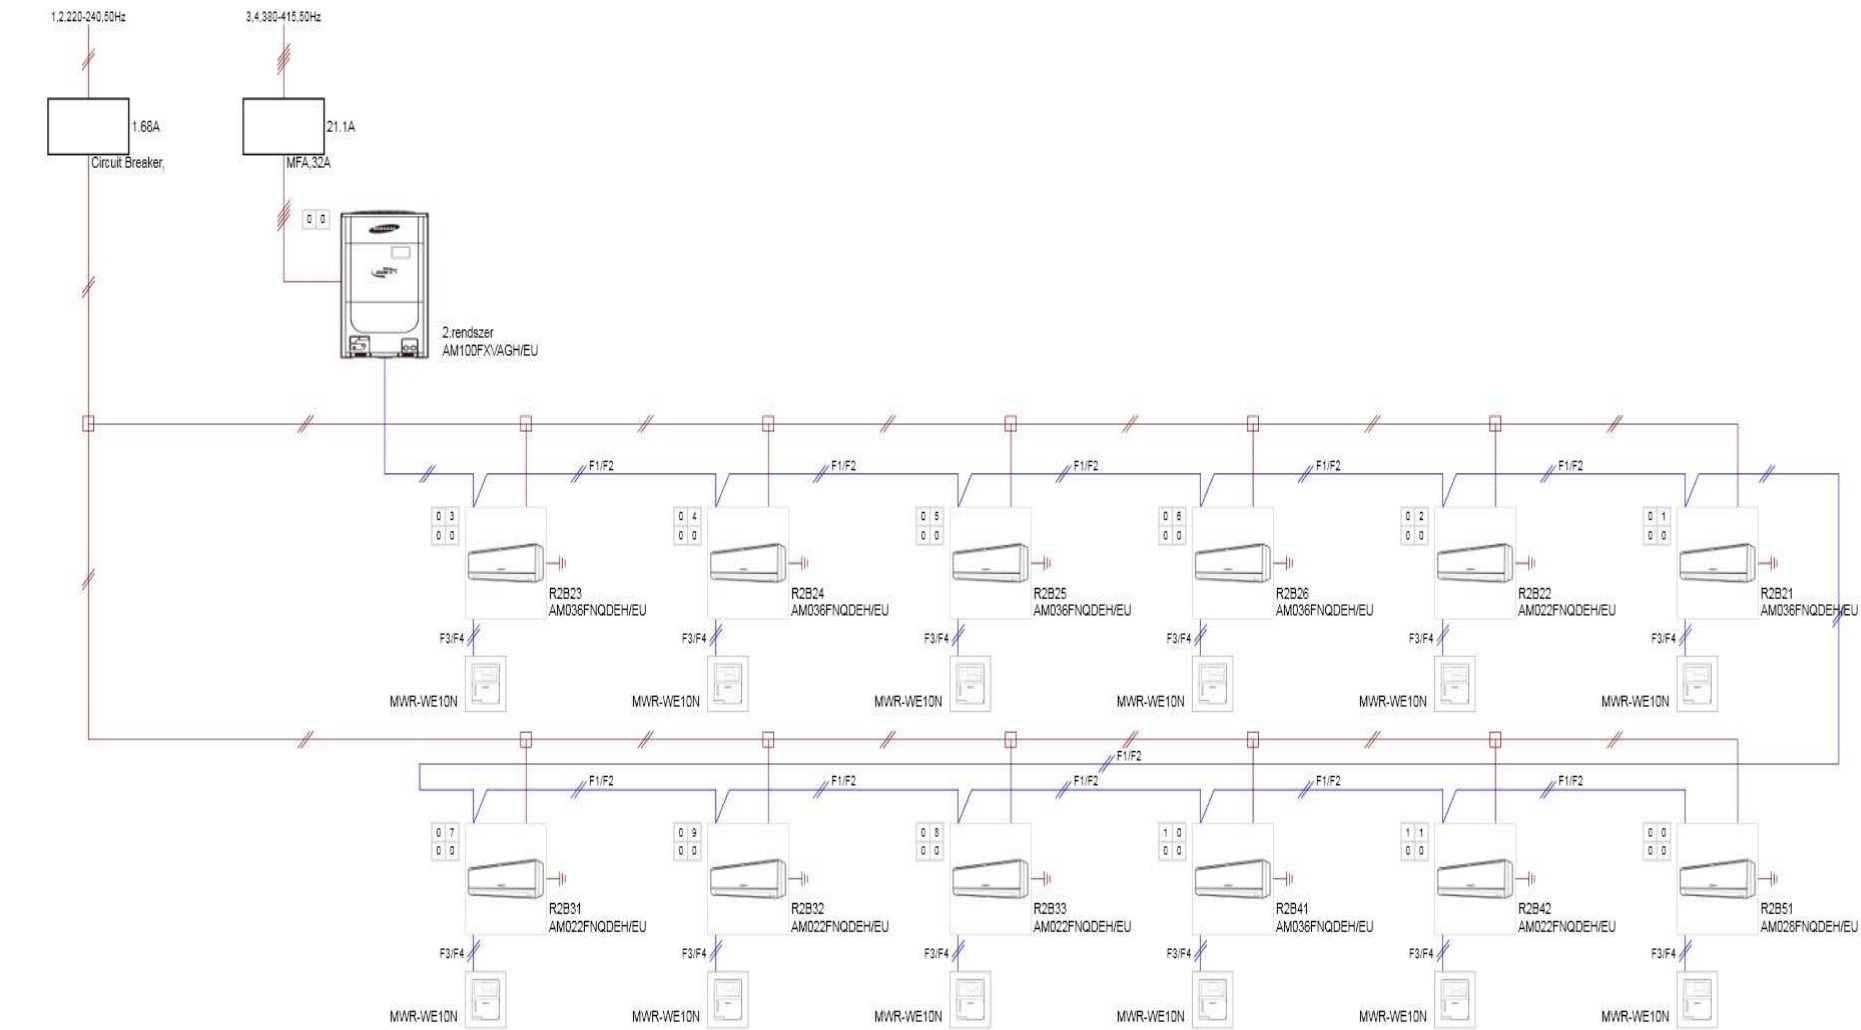 1,2,220-240,50Hz
3,4,380-415,50Hz
1.68A
21.1A
Circuit Breaker,
MFA,32A
0 0
SAMSUNG
2.rendszer
AM100FXVAGH/EU
F1/F2
F1/F2
F1/F2
F1/F2
F1/F2
0 3
0 0
0 4
0 0
0 5
0 0
0 6
0 0
0 2
0 0
0 1
0 0
R2B23
AM036FNQDEH/EU
R2B24
AM036FNQDEH/EU
R2B25
AM036FNQDEH/EU
R2B26
AM036FNQDEH/EU
R2B22
AM022FNQDEH/EU
R2B21
AM036FNQDEH/EU
F3/F4
F3/F4
F3/F4
F3/F4
F3/F4
F3/F4
MWR-WE10N
MWR-WE10N
MWR-WE10N
MWR-WE10N
MWR-WE10N
MWR-WE10N
F1/F2
F1/F2
F1/F2
F1/F2
F1/F2
F1/F2
0 7
0 0
0 9
0 0
0 8
0 0
1 0
0 0
1 1
0 0
0 0
0 0
R2B31
AM022FNQDEH/EU
R2B32
AM022FNQDEH/EU
R2B33
AM022FNQDEH/EU
R2B41
AM036FNQDEH/EU
R2B42
AM022FNQDEH/EU
R2B51
AM028FNQDEH/EU
F3/F4
F3/F4
F3/F4
F3/F4
F3/F4
F3/F4
MWR-WE10N
MWR-WE10N
MWR-WE10N
MWR-WE10N
MWR-WE10N
MWR-WE10N